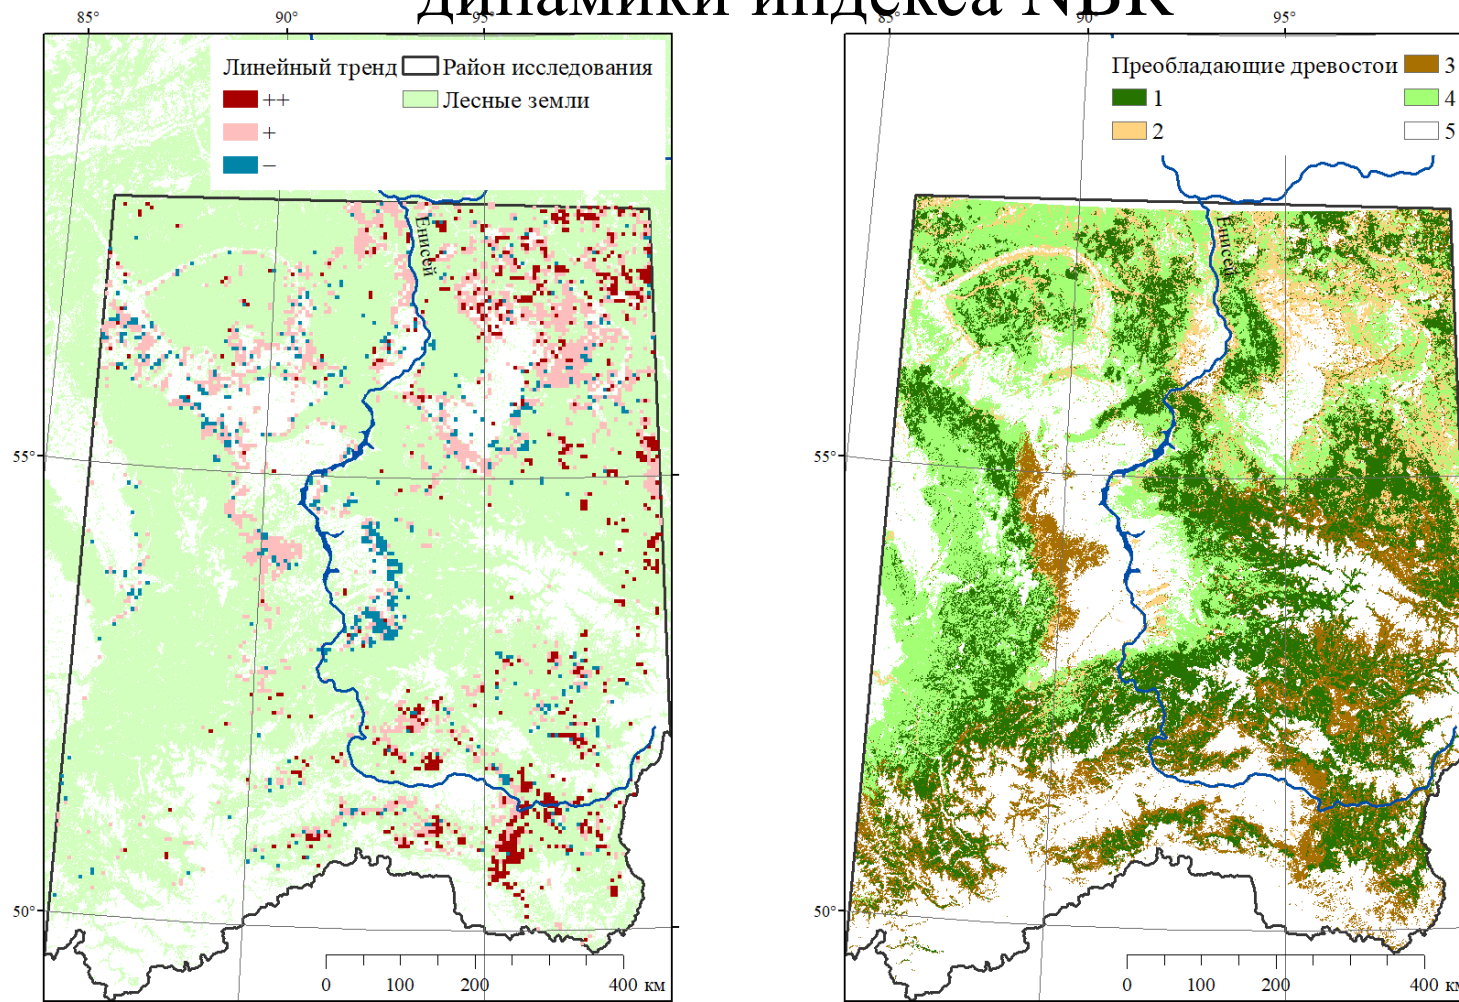 динамики индекса NBR
85° 90° 95°
Линейный тренд
++
+
–
Район исследования
Лесные земли
Енисей
55°
50°
0 100 200 400 км
85° 90° 95°
Преобладающие древостои
1
2
3
4
5
Енисей
55°
50°
0 100 200 400 км